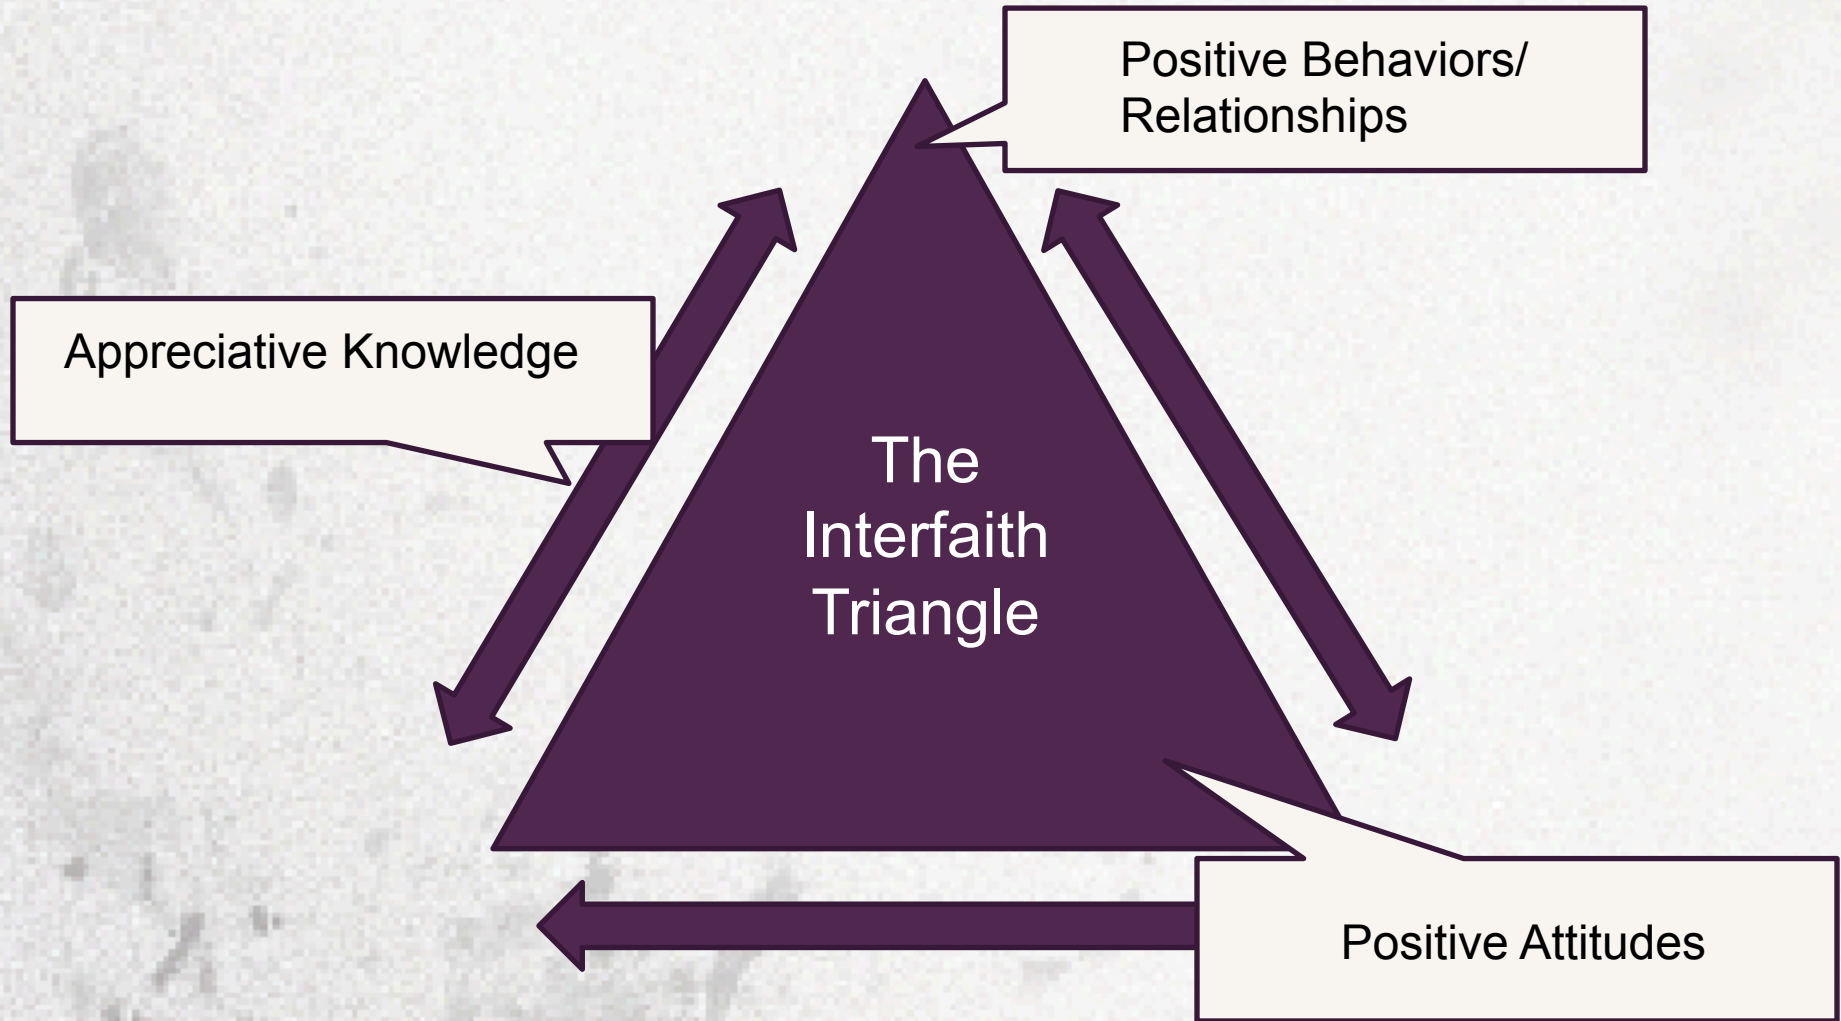 Positive Behaviors/
Relationships
Appreciative Knowledge
The
Interfaith
Triangle
Positive Attitudes